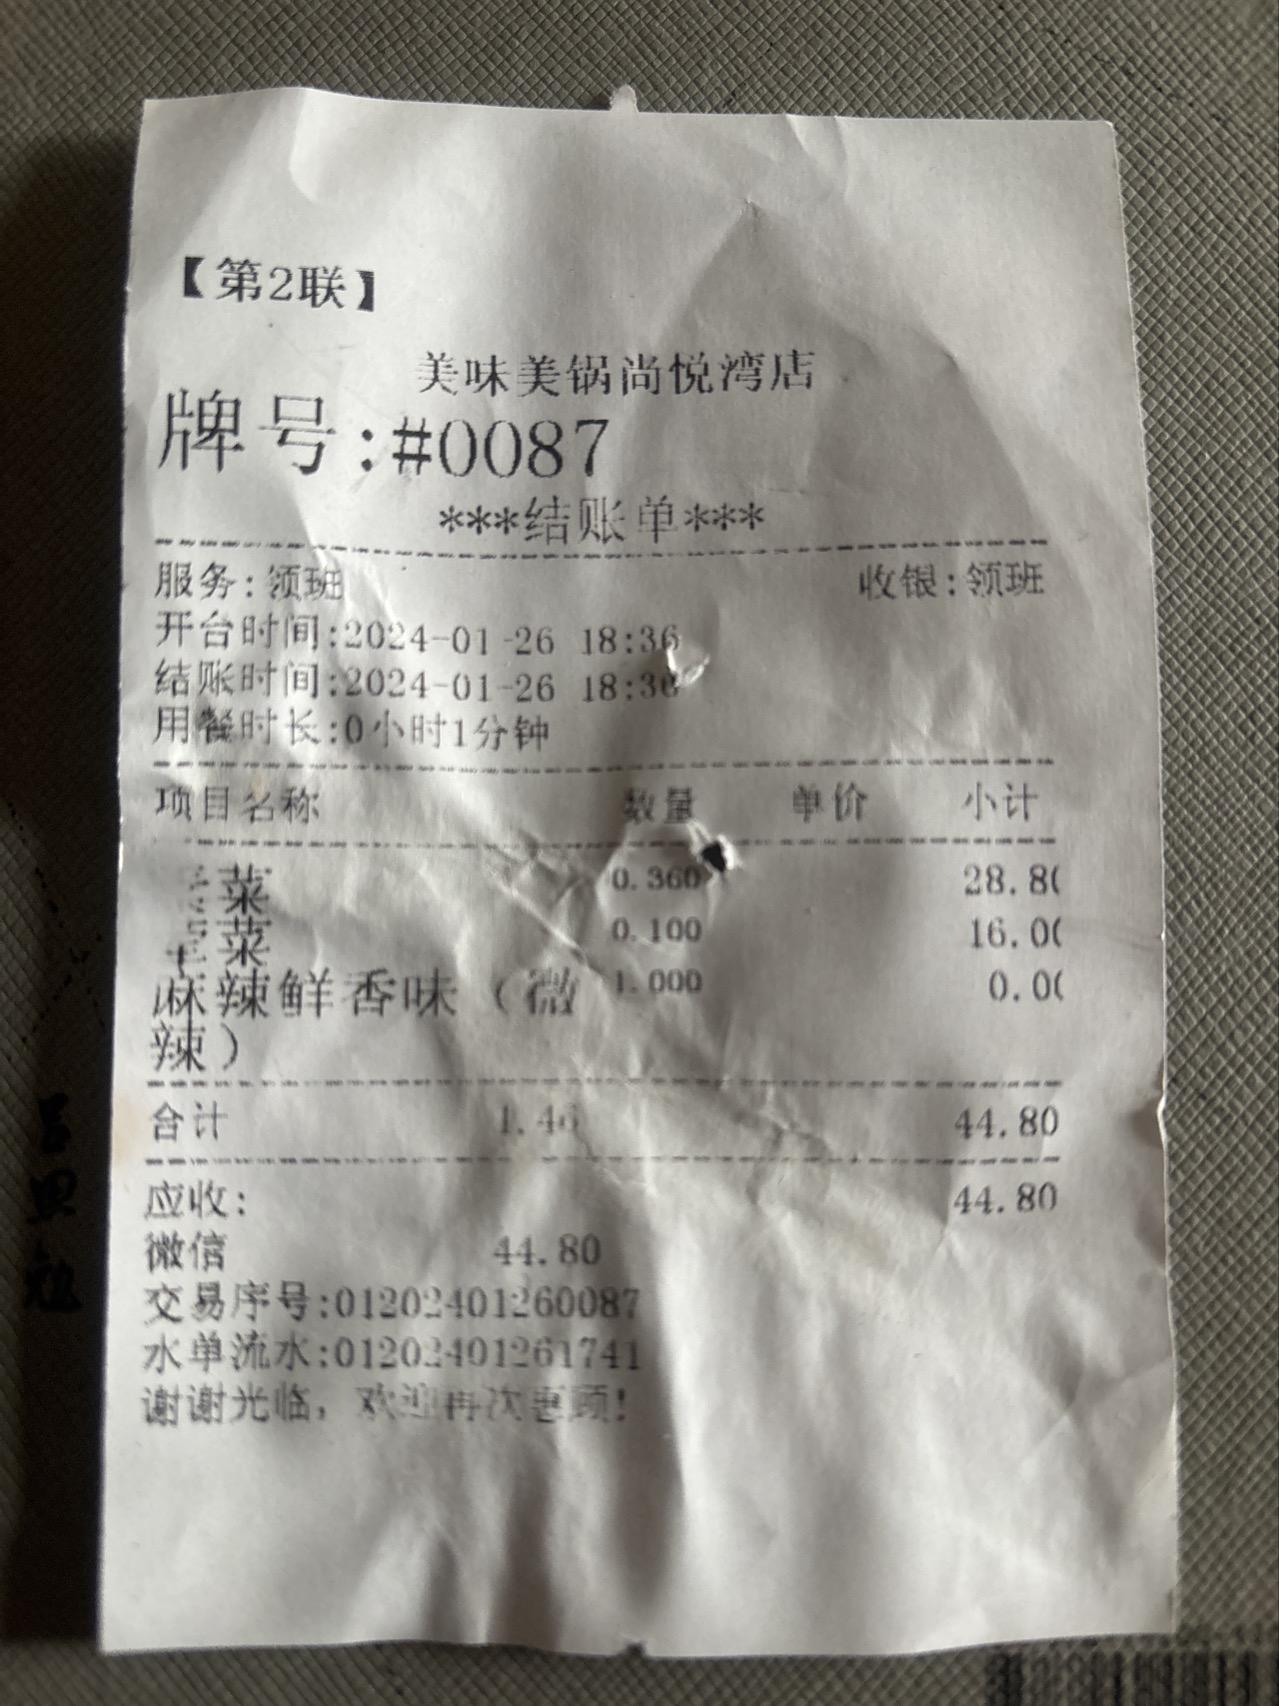 【第2联】
美味美锅尚悦湾店
牌号:#0087
***结账单***
服务:领班 收银:领班
开台时间:2024-01-26 18:36
结账时间:2024-01-26 18:36
用餐时长:0小时1分钟
项目名称 数量 单价 小计
菜 0.360 28.80
菜 0.100 16.00
麻辣鲜香味（微 1.000 0.00
辣）
合计 1.46 44.80
应收: 44.80
微信 44.80
交易序号:01202401260087
水单流水:01202401261741
谢谢光临，欢迎再次惠顾!